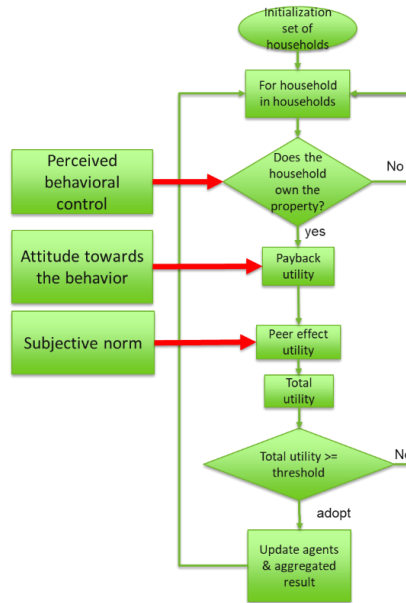 Initialization
set of
households
For household
in households
Perceived
behavioral
control
Does the
household
own the
property?
No
yes
Attitude towards
the behavior
Payback
utility
Subjective norm
Peer effect
utility
Total
utility
Total utility >=
threshold
No
adopt
Update agents
& aggregated
result